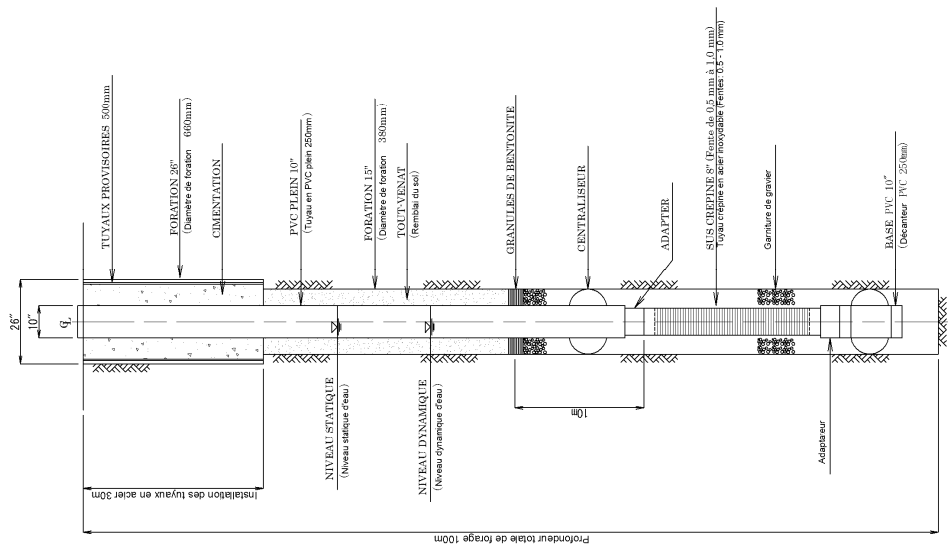 26"
10"
CL
TUYAUX PROVISOIRES 500mm
FORATION 26"
(Diamètre de foration 660mm)
CIMENTATION
PVC PLEIN 10"
(Tuyau en PVC plein 250mm)
FORATION 15"
(Diamètre de foration 380mm)
TOUT-VENAT
(Remblai du sol)
GRANULES DE BENTONITE
CENTRALISEUR
ADAPTER
SUS CREPINE 8" (Fente de 0,5 mm à 1,0 mm)
Tuyau crépine en acier inoxydable (Fentes: 0.5 - 1.0 mm)
Garniture de gravier
BASE PVC 10"
(Décanteur PVC 250mm)
NIVEAU STATIQUE
(Niveau statique d'eau)
NIVEAU DYNAMIQUE
(Niveau dynamique d'eau)
10m
Adaptateur
Installation des tuyaux en acier 30m
Profondeur totale de forage 100m